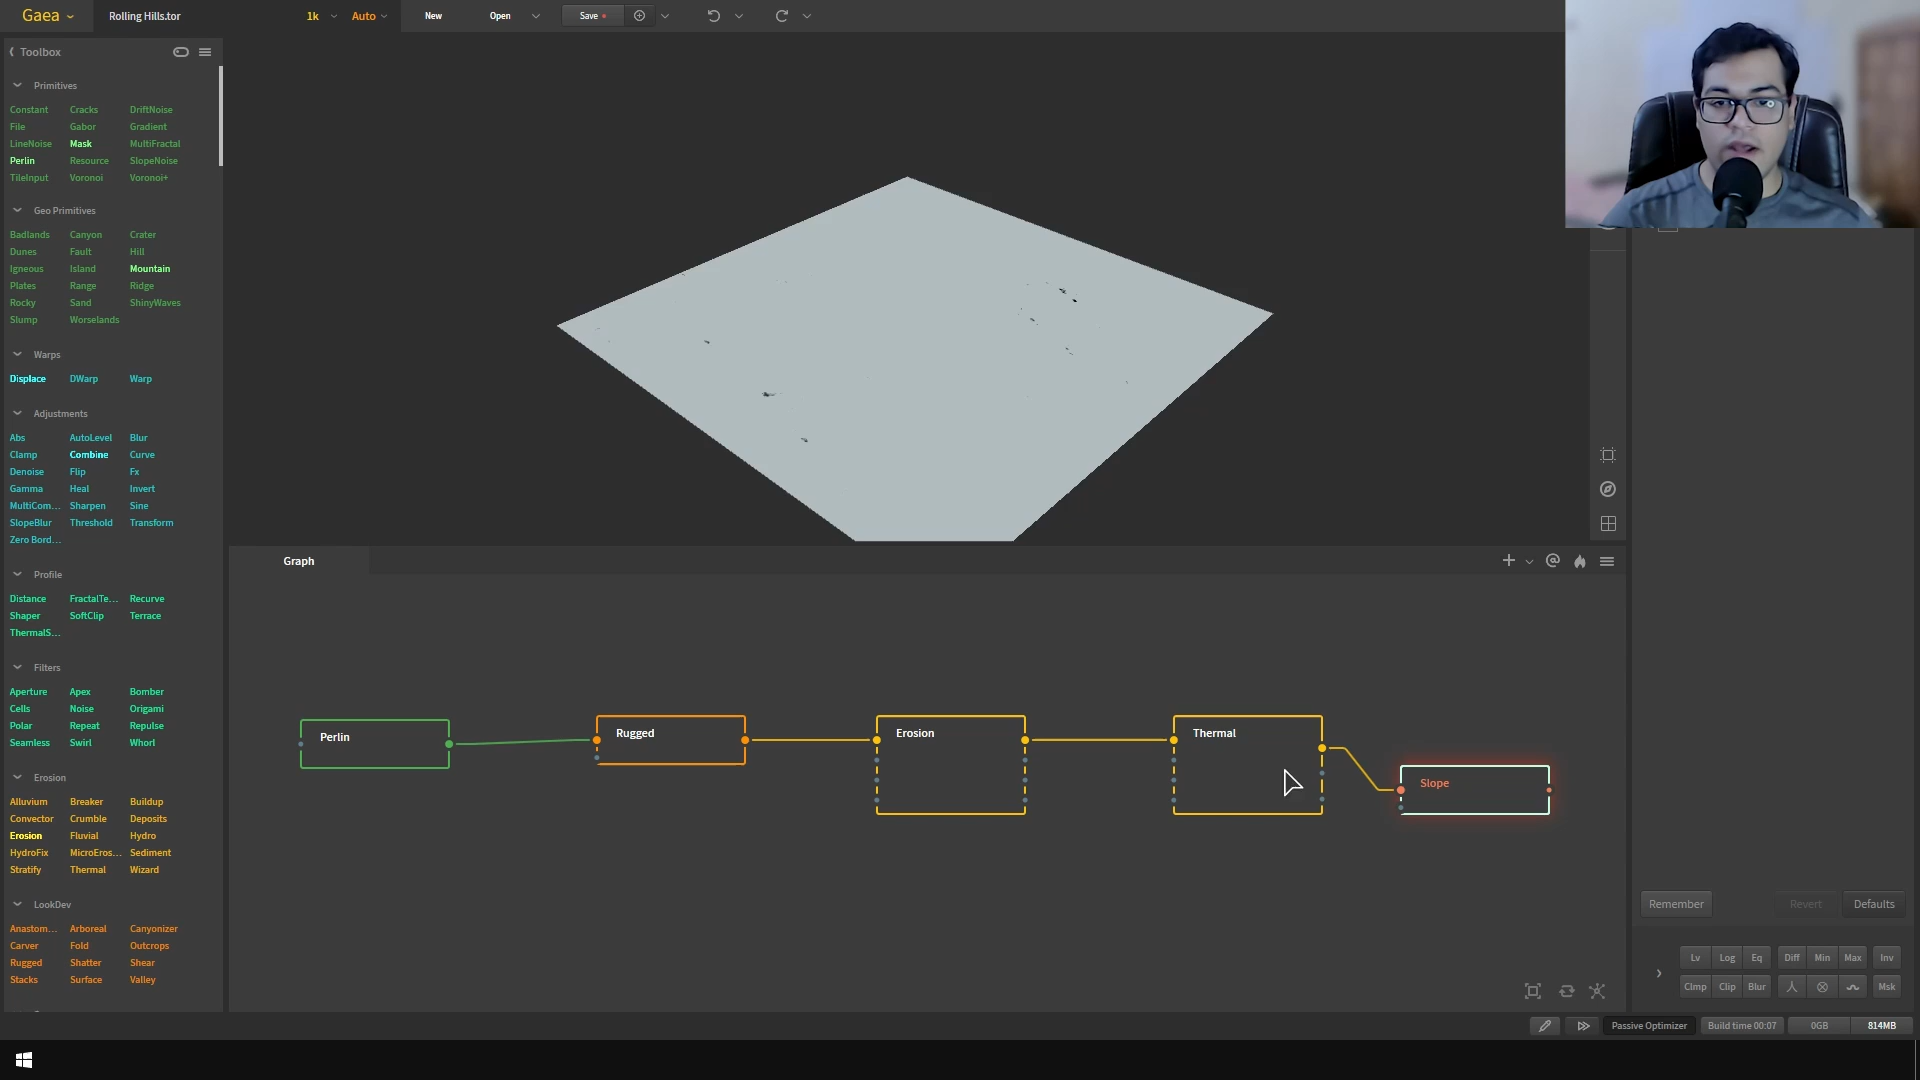 Gaea Rolling Hills.tor 1k Auto New Open Save
Toolbox
Primitives
Constant Cracks DriftNoise
File Gabor Gradient
LineNoise Mask MultiFractal
Perlin Resource SlopeNoise
TileInput Voronoi Voronoi+
Geo Primitives
Badlands Canyon Crater
Dunes Fault Hill
Igneous Island Mountain
Plates Range Ridge
Rocky Sand ShinyWaves
Slump Worselands
Warps
Displace DWarp Warp
Adjustments
Abs AutoLevel Blur
Clamp Combine Curve
Denoise Flip Fx
Gamma Heal Invert
MultiCom... Sharpen Sine
SlopeBlur Threshold Transform
Zero Bord...
Profile
Distance FractalTe... Recurve
Shaper SoftClip Terrace
ThermalS...
Filters
Aperture Apex Bomber
Cells Noise Origami
Polar Repeat Repulse
Seamless Swirl Whorl
Erosion
Alluvium Breaker Buildup
Convector Crumble Deposits
Erosion Fluvial Hydro
HydroFix MicroEros... Sediment
Stratify Thermal Wizard
LookDev
Anastom... Arboreal Canyonizer
Carver Fold Outcrops
Rugged Shatter Shear
Stacks Surface Valley
Graph
Perlin
Rugged
Erosion
Thermal
Slope
Remember Revert Defaults
Lv Log Eq Diff Min Max Inv
Clmp Clip Blur Msk
Passive Optimizer Build time 00:07 0GB 814MB